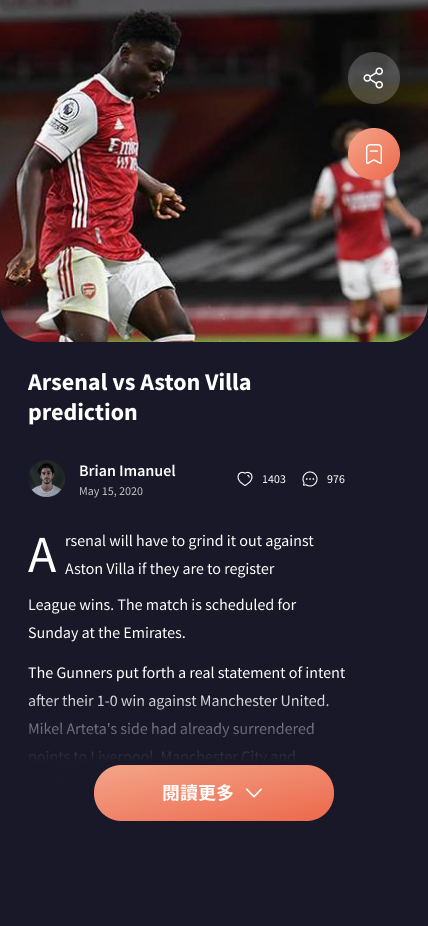 Arsenal vs Aston Villa
prediction
Brian Imanuel
May 15, 2020
1403
976
A rsenal will have to grind it out against
Aston Villa if they are to register
League wins. The match is scheduled for
Sunday at the Emirates.
The Gunners put forth a real statement of intent
after their 1-0 win against Manchester United.
Mikel Arteta's side had already surrendered
points to Liverpool, Manchester City and
閱讀更多